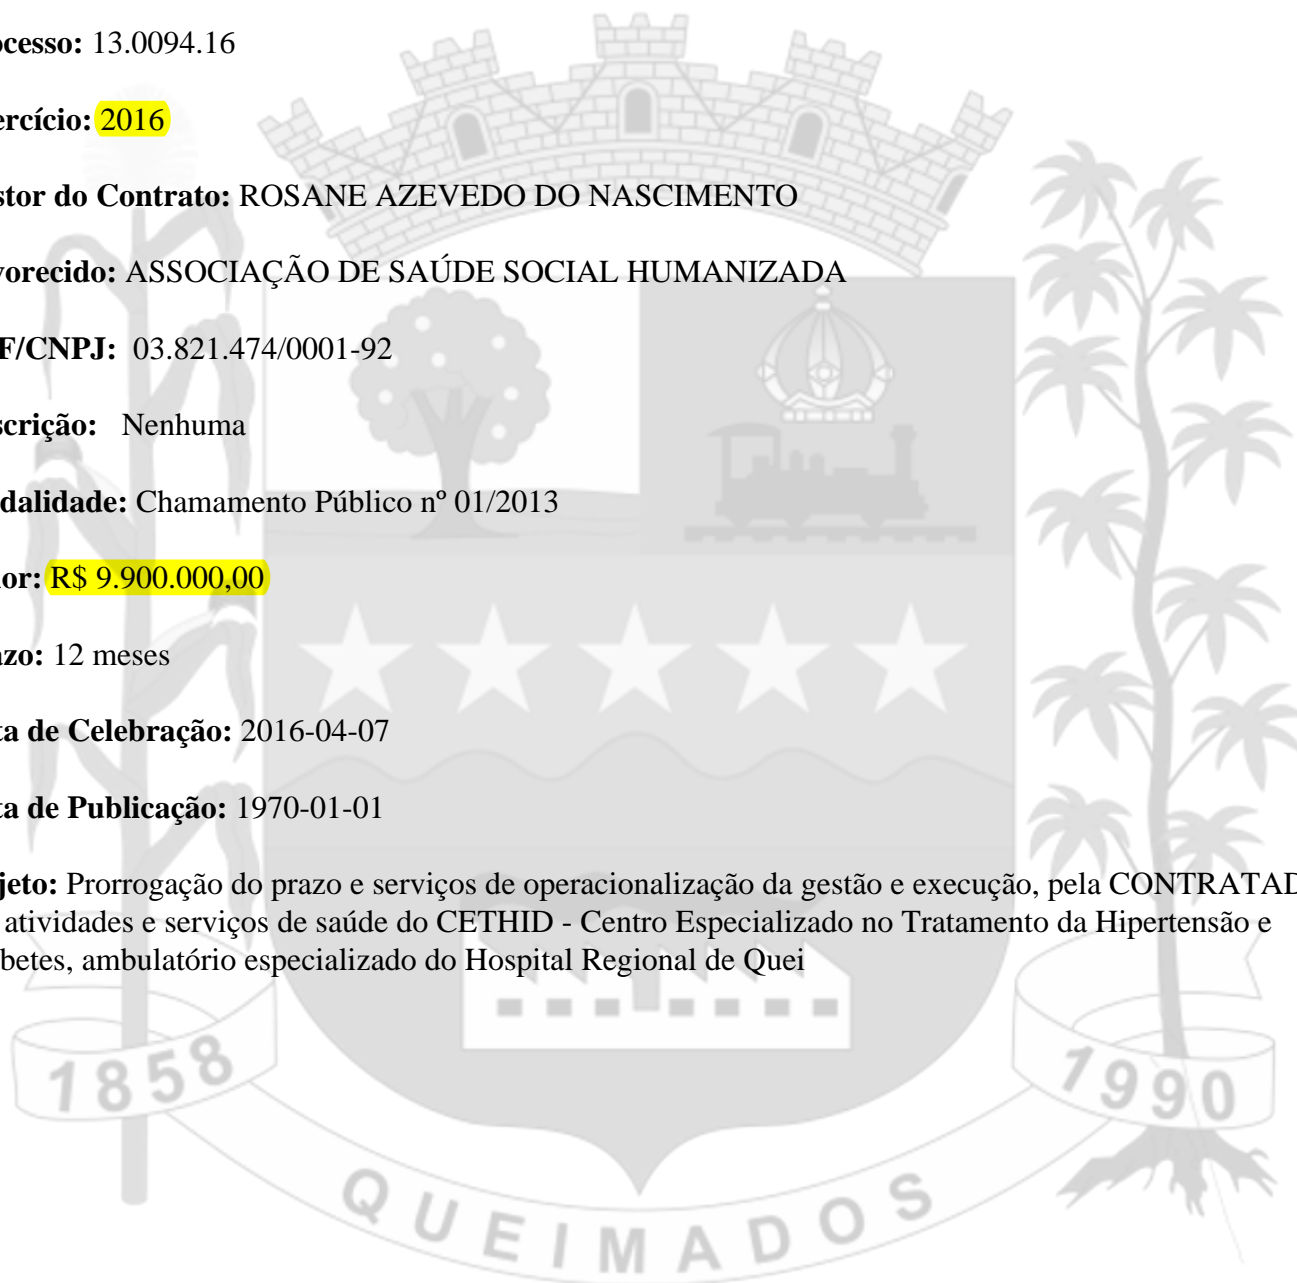 ocesso: 13.0094.16
ercício: 2016
stor do Contrato: ROSANE AZEVEDO DO NASCIMENTO
vorecido: ASSOCIAÇÃO DE SAÚDE SOCIAL HUMANIZADA
F/CNPJ: 03.821.474/0001-92
scrição: Nenhuma
dalidade: Chamamento Público nº 01/2013
lor: R$ 9.900.000,00
azo: 12 meses
ta de Celebração: 2016-04-07
ta de Publicação: 1970-01-01
jeto: Prorrogação do prazo e serviços de operacionalização da gestão e execução, pela CONTRATAD
atividades e serviços de saúde do CETHID - Centro Especializado no Tratamento da Hipertensão e
betes, ambulatório especializado do Hospital Regional de Quei
1858
1990
QUEIMADOS